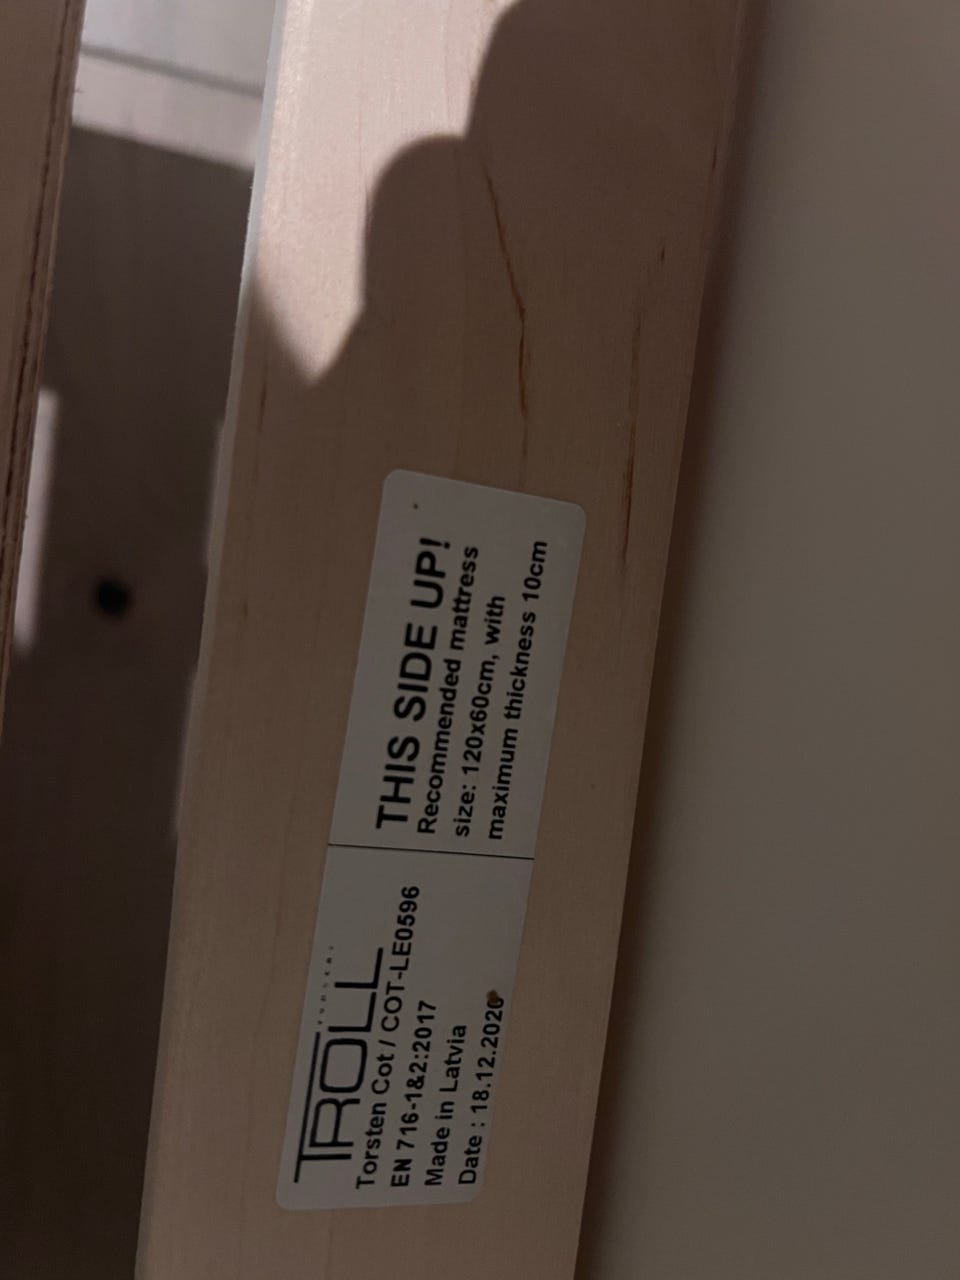 TROLL
NURSERY
Torsten Cot / COT-LE0596
EN 716-1&2:2017
Made in Latvia
Date : 18.12.2020
THIS SIDE UP!
Recommended mattress
size: 120x60cm, with
maximum thickness 10cm